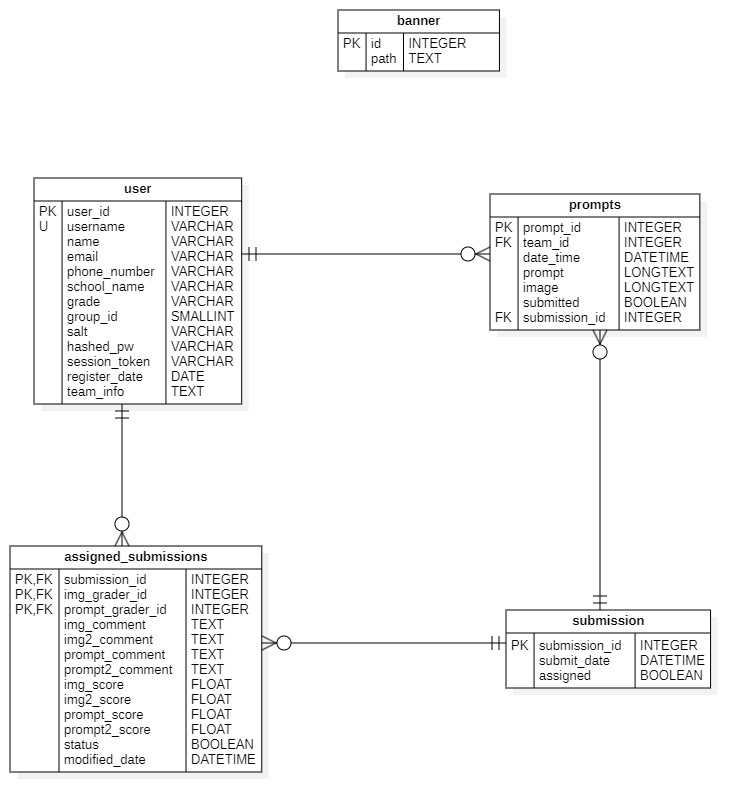 banner
PK id INTEGER
path TEXT
user
PK user_id INTEGER
U username VARCHAR
name VARCHAR
email VARCHAR
phone_number VARCHAR
school_name VARCHAR
grade VARCHAR
group_id SMALLINT
salt VARCHAR
hashed_pw VARCHAR
session_token VARCHAR
register_date DATE
team_info TEXT
prompts
PK prompt_id INTEGER
FK team_id INTEGER
date_time DATETIME
prompt LONGTEXT
image LONGTEXT
submitted BOOLEAN
FK submission_id INTEGER
assigned_submissions
PK,FK submission_id INTEGER
PK,FK img_grader_id INTEGER
PK,FK prompt_grader_id INTEGER
img_comment TEXT
img2_comment TEXT
prompt_comment TEXT
prompt2_comment TEXT
img_score FLOAT
img2_score FLOAT
prompt_score FLOAT
prompt2_score FLOAT
status BOOLEAN
modified_date DATETIME
submission
PK submission_id INTEGER
submit_date DATETIME
assigned BOOLEAN